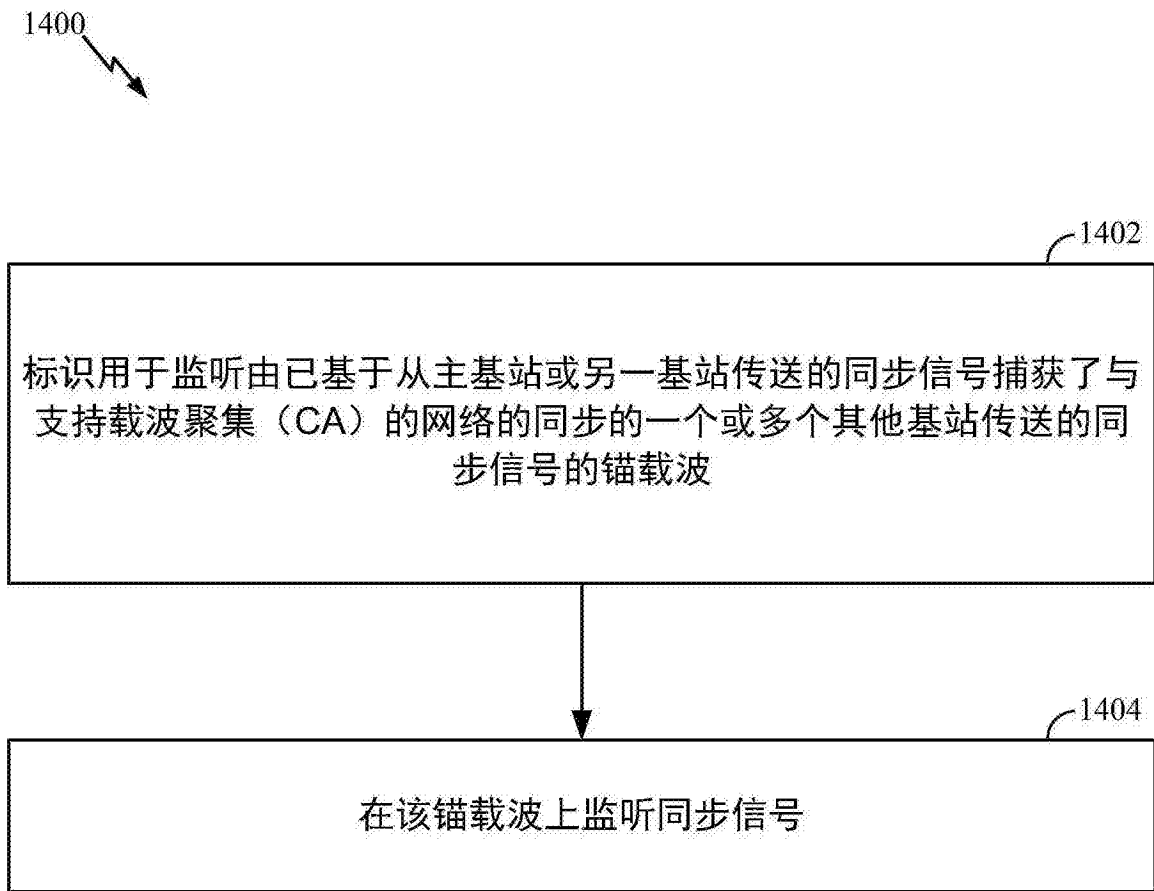 1400
1402
标识用于监听由已基于从主基站或另一基站传送的同步信号捕获了与
支持载波聚集（CA）的网络的同步的一个或多个其他基站传送的同
步信号的锚载波
1404
在该锚载波上监听同步信号